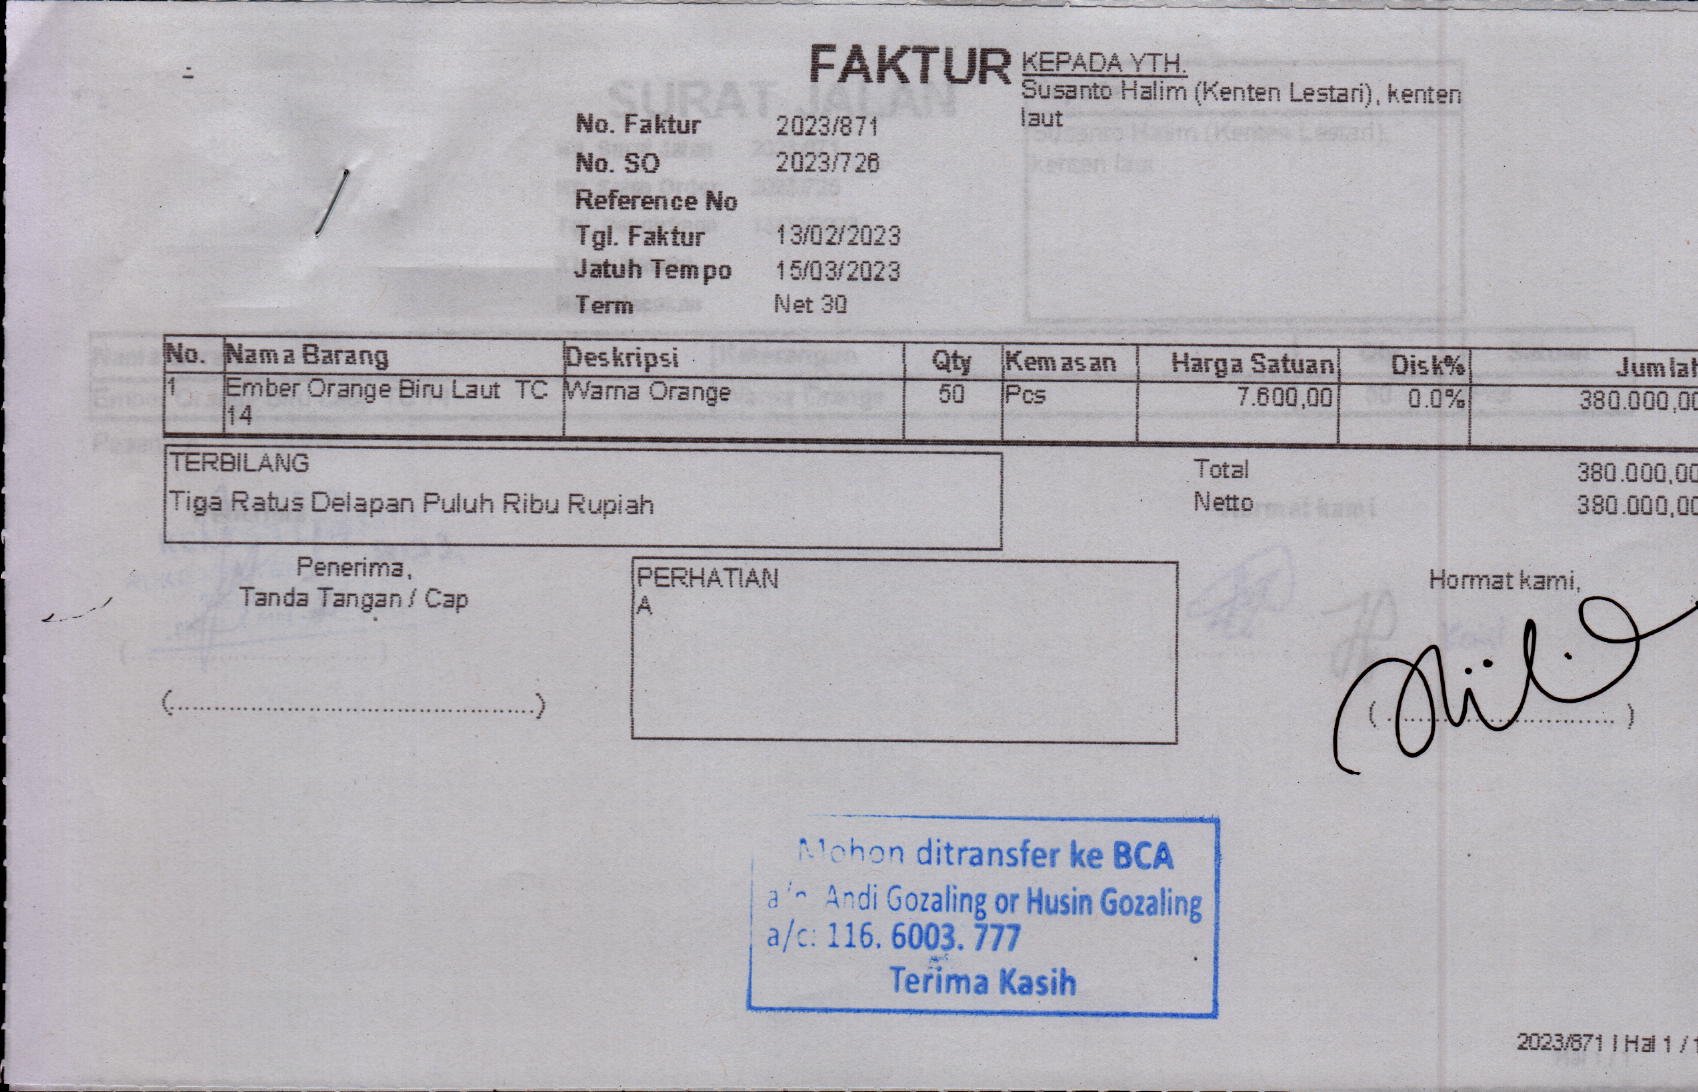 FAKTUR
KEPADA YTH.
Susanto Halim (Kenten Lestari), kenten
laut
No. Faktur 2023/871
No. SO 2023/726
Reference No
Tgl. Faktur 13/02/2023
Jatuh Tempo 15/03/2023
Term Net 30
No. Nama Barang Deskripsi Qty Kemasan Harga Satuan Disk% Jumlah
1 Ember Orange Biru Laut TC Warna Orange 50 Pcs 7.600,00 0.0% 380.000,00
14
TERBILANG
Tiga Ratus Delapan Puluh Ribu Rupiah
Total 380.000,00
Netto 380.000,00
Penerima,
Tanda Tangan / Cap
(................................................)
PERHATIAN
A
Hormat kami,
(..............................)
Mohon ditransfer ke BCA
a/n Andi Gozaling or Husin Gozaling
a/c: 116. 6003. 777
Terima Kasih
2023/871 | Hal 1 / 1